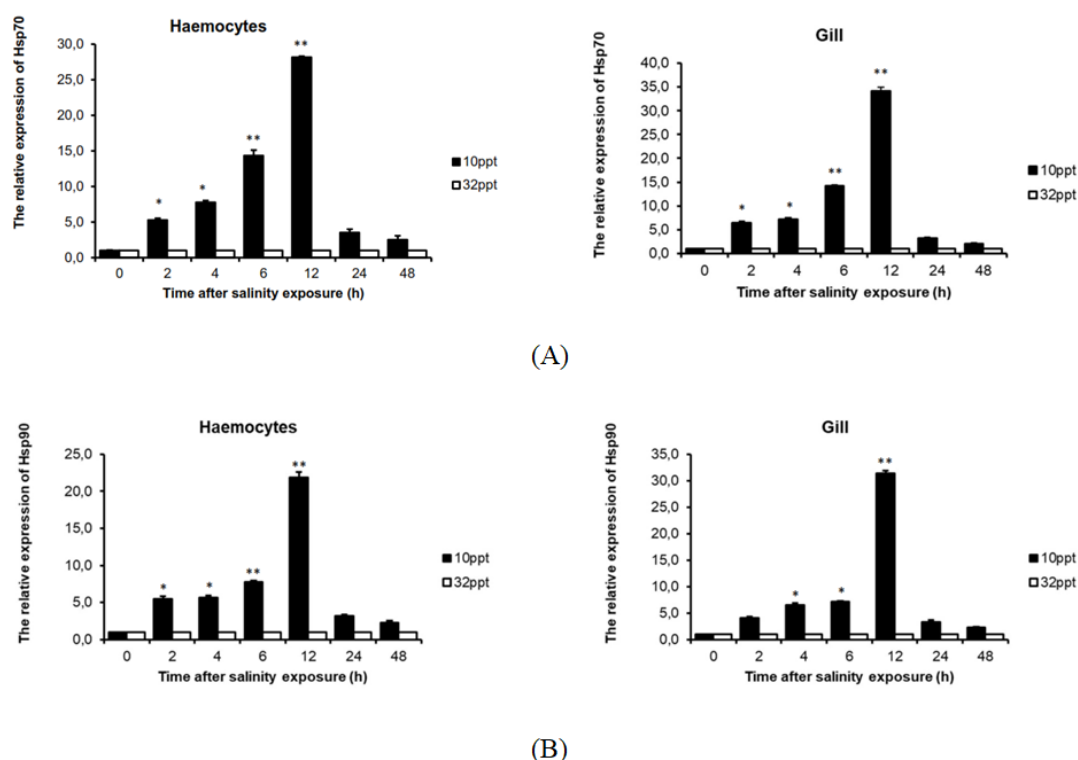 Haemocytes
The relative expression of Hsp70
30,0
25,0
20,0
15,0
10,0
5,0
0,0
*
*
**
**
0 2 4 6 12 24 48
Time after salinity exposure (h)
10ppt
32ppt
Gill
The relative expression of Hsp70
40,0
35,0
30,0
25,0
20,0
15,0
10,0
5,0
0,0
*
*
**
**
0 2 4 6 12 24 48
Time after salinity exposure (h)
10ppt
32ppt
(A)
Haemocytes
The relative expression of Hsp90
25,0
20,0
15,0
10,0
5,0
0,0
*
*
**
**
0 2 4 6 12 24 48
Time after salinity exposure (h)
10ppt
32ppt
Gill
The relative expression of Hsp90
35,0
30,0
25,0
20,0
15,0
10,0
5,0
0,0
*
*
**
0 2 4 6 12 24 48
Time after salinity exposure (h)
10ppt
32ppt
(B)